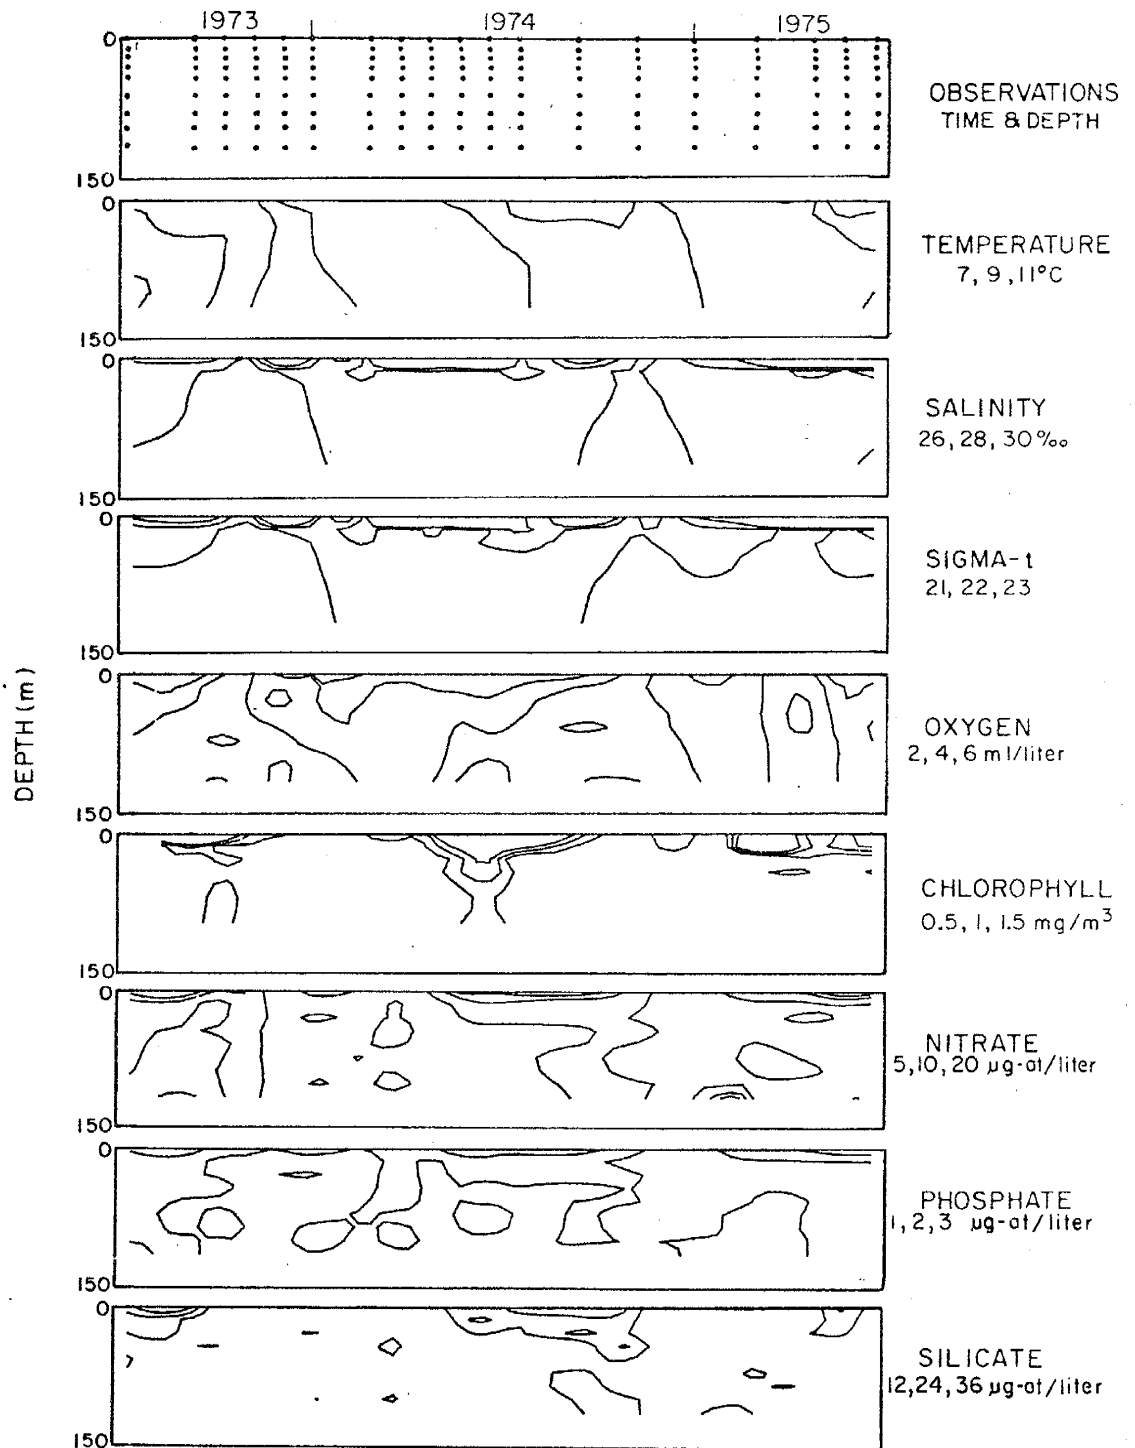 1973 1974 1975
0
OBSERVATIONS
TIME & DEPTH
150
0
TEMPERATURE
7, 9, 11°C
150
0
SALINITY
26, 28, 30‰
150
0
SIGMA-t
21, 22, 23
150
DEPTH (m)
0
OXYGEN
2, 4, 6 ml/liter
150
0
CHLOROPHYLL
0.5, 1, 1.5 mg/m³
150
0
NITRATE
5, 10, 20 µg-at/liter
150
0
PHOSPHATE
1, 2, 3 µg-at/liter
150
0
SILICATE
12, 24, 36 µg-at/liter
150